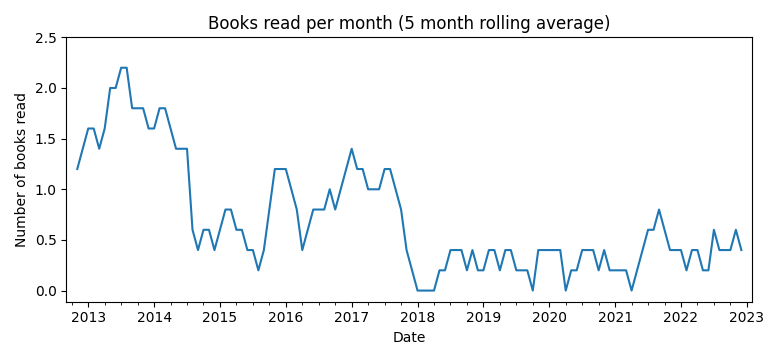 Books read per month (5 month rolling average)
Number of books read
2.5
2.0
1.5
1.0
0.5
0.0
2013 2014 2015 2016 2017 2018 2019 2020 2021 2022 2023
Date